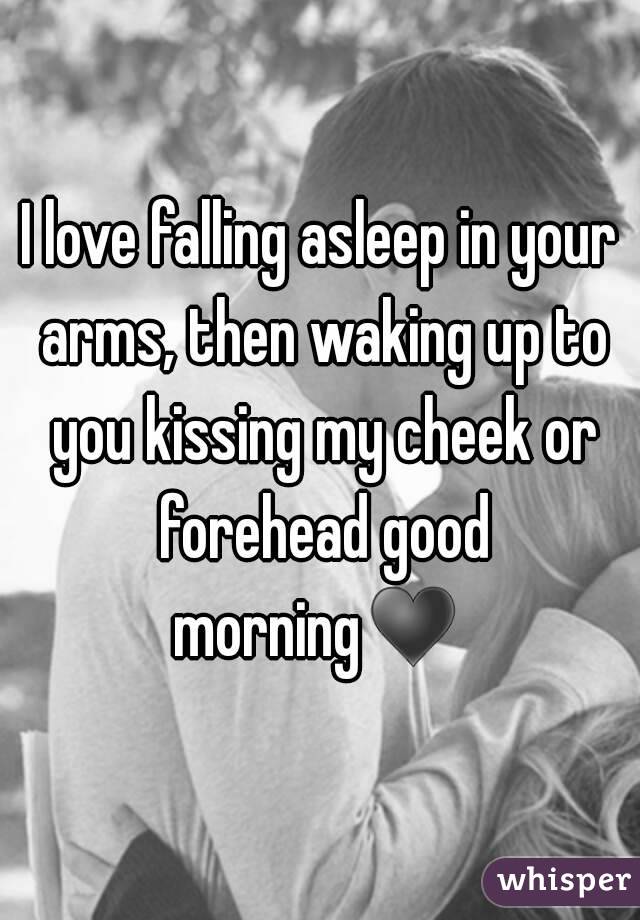 I love falling asleep in your
arms, then waking up to
you kissing my cheek or
forehead good
morning🖤
whisper